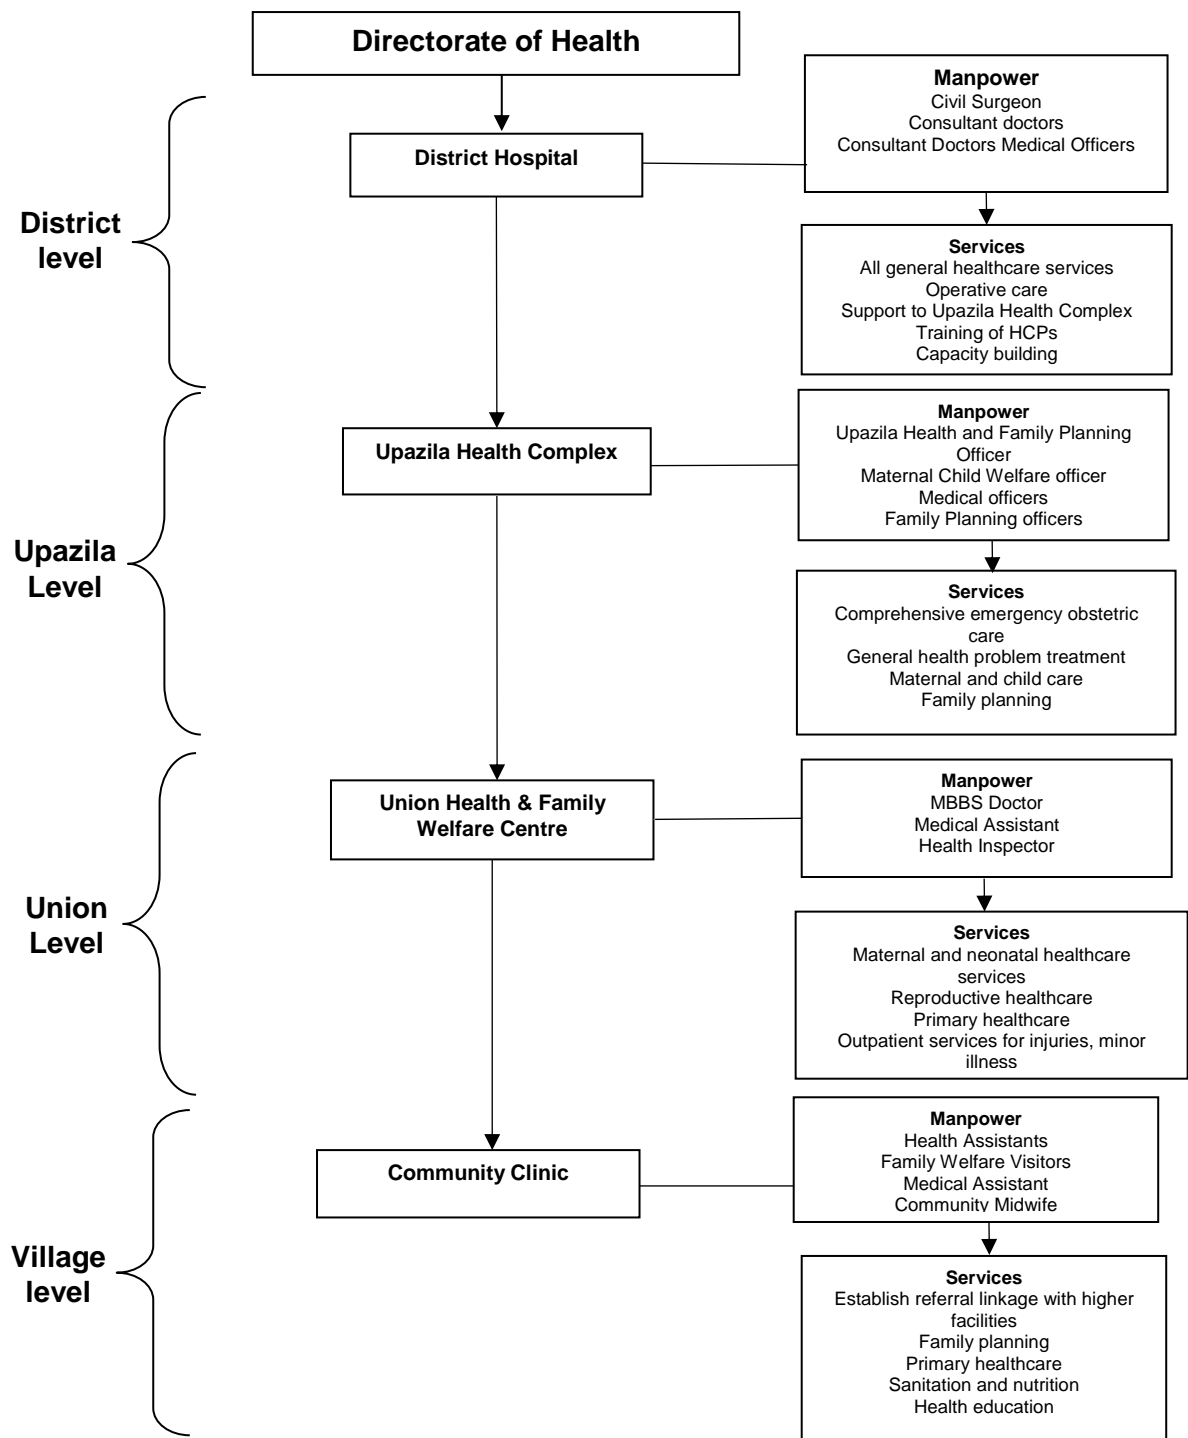 Directorate of Health
District
level
District Hospital
Manpower
Civil Surgeon
Consultant doctors
Consultant Doctors Medical Officers
Services
All general healthcare services
Operative care
Support to Upazila Health Complex
Training of HCPs
Capacity building
Upazila
Level
Upazila Health Complex
Manpower
Upazila Health and Family Planning
Officer
Maternal Child Welfare officer
Medical officers
Family Planning officers
Services
Comprehensive emergency obstetric
care
General health problem treatment
Maternal and child care
Family planning
Union
Level
Union Health & Family
Welfare Centre
Manpower
MBBS Doctor
Medical Assistant
Health Inspector
Services
Maternal and neonatal healthcare
services
Reproductive healthcare
Primary healthcare
Outpatient services for injuries, minor
illness
Village
level
Community Clinic
Manpower
Health Assistants
Family Welfare Visitors
Medical Assistant
Community Midwife
Services
Establish referral linkage with higher
facilities
Family planning
Primary healthcare
Sanitation and nutrition
Health education